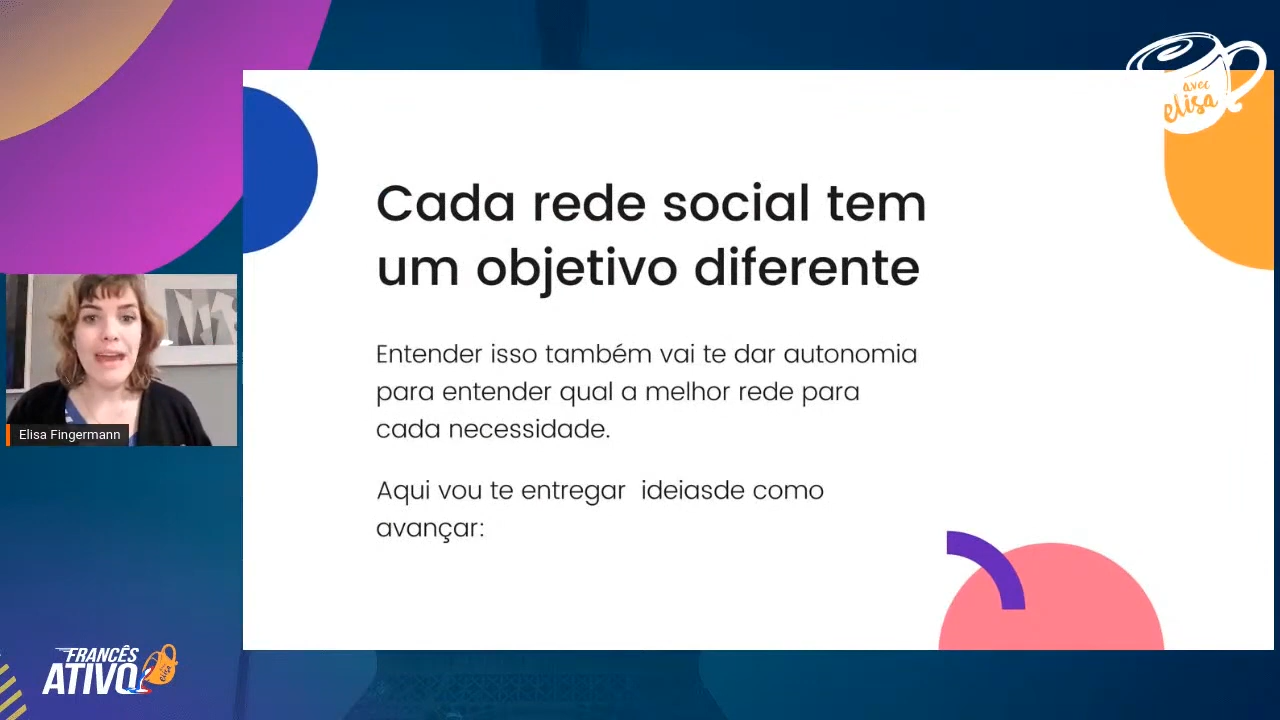 avec
elisa
Cada rede social tem
um objetivo diferente
Entender isso também vai te dar autonomia
para entender qual a melhor rede para
cada necessidade.
Aqui vou te entregar  ideiasde como
avançar:
Elisa Fingermann
FRANCÊS
ATIVO
elisa